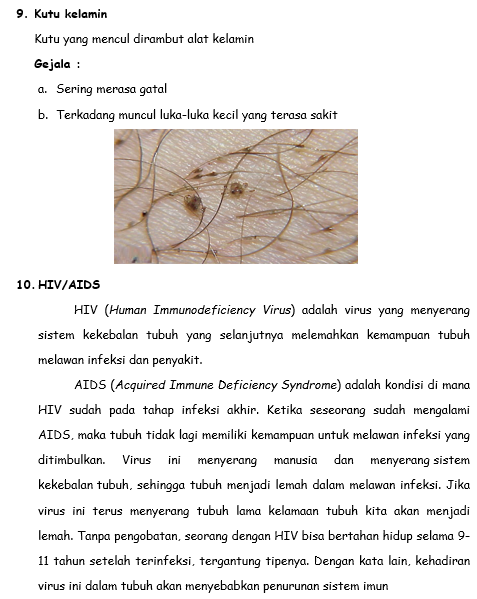 9. Kutu kelamin
Kutu yang mencul dirambut alat kelamin
Gejala :
a. Sering merasa gatal
b. Terkadang muncul luka-luka kecil yang terasa sakit
10. HIV/AIDS
HIV (Human Immunodeficiency Virus) adalah virus yang menyerang
sistem kekebalan tubuh yang selanjutnya melemahkan kemampuan tubuh
melawan infeksi dan penyakit.
AIDS (Acquired Immune Deficiency Syndrome) adalah kondisi di mana
HIV sudah pada tahap infeksi akhir. Ketika seseorang sudah mengalami
AIDS, maka tubuh tidak lagi memiliki kemampuan untuk melawan infeksi yang
ditimbulkan. Virus ini menyerang manusia dan menyerang sistem
kekebalan tubuh, sehingga tubuh menjadi lemah dalam melawan infeksi. Jika
virus ini terus menyerang tubuh lama kelamaan tubuh kita akan menjadi
lemah. Tanpa pengobatan, seorang dengan HIV bisa bertahan hidup selama 9-
11 tahun setelah terinfeksi, tergantung tipenya. Dengan kata lain, kehadiran
virus ini dalam tubuh akan menyebabkan penurunan sistem imun